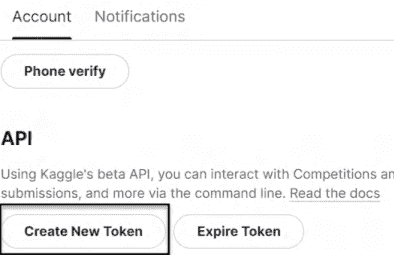 Account Notifications
Phone verify
API
Using Kaggle's beta API, you can interact with Competitions an
submissions, and more via the command line. Read the docs
Create New Token Expire Token